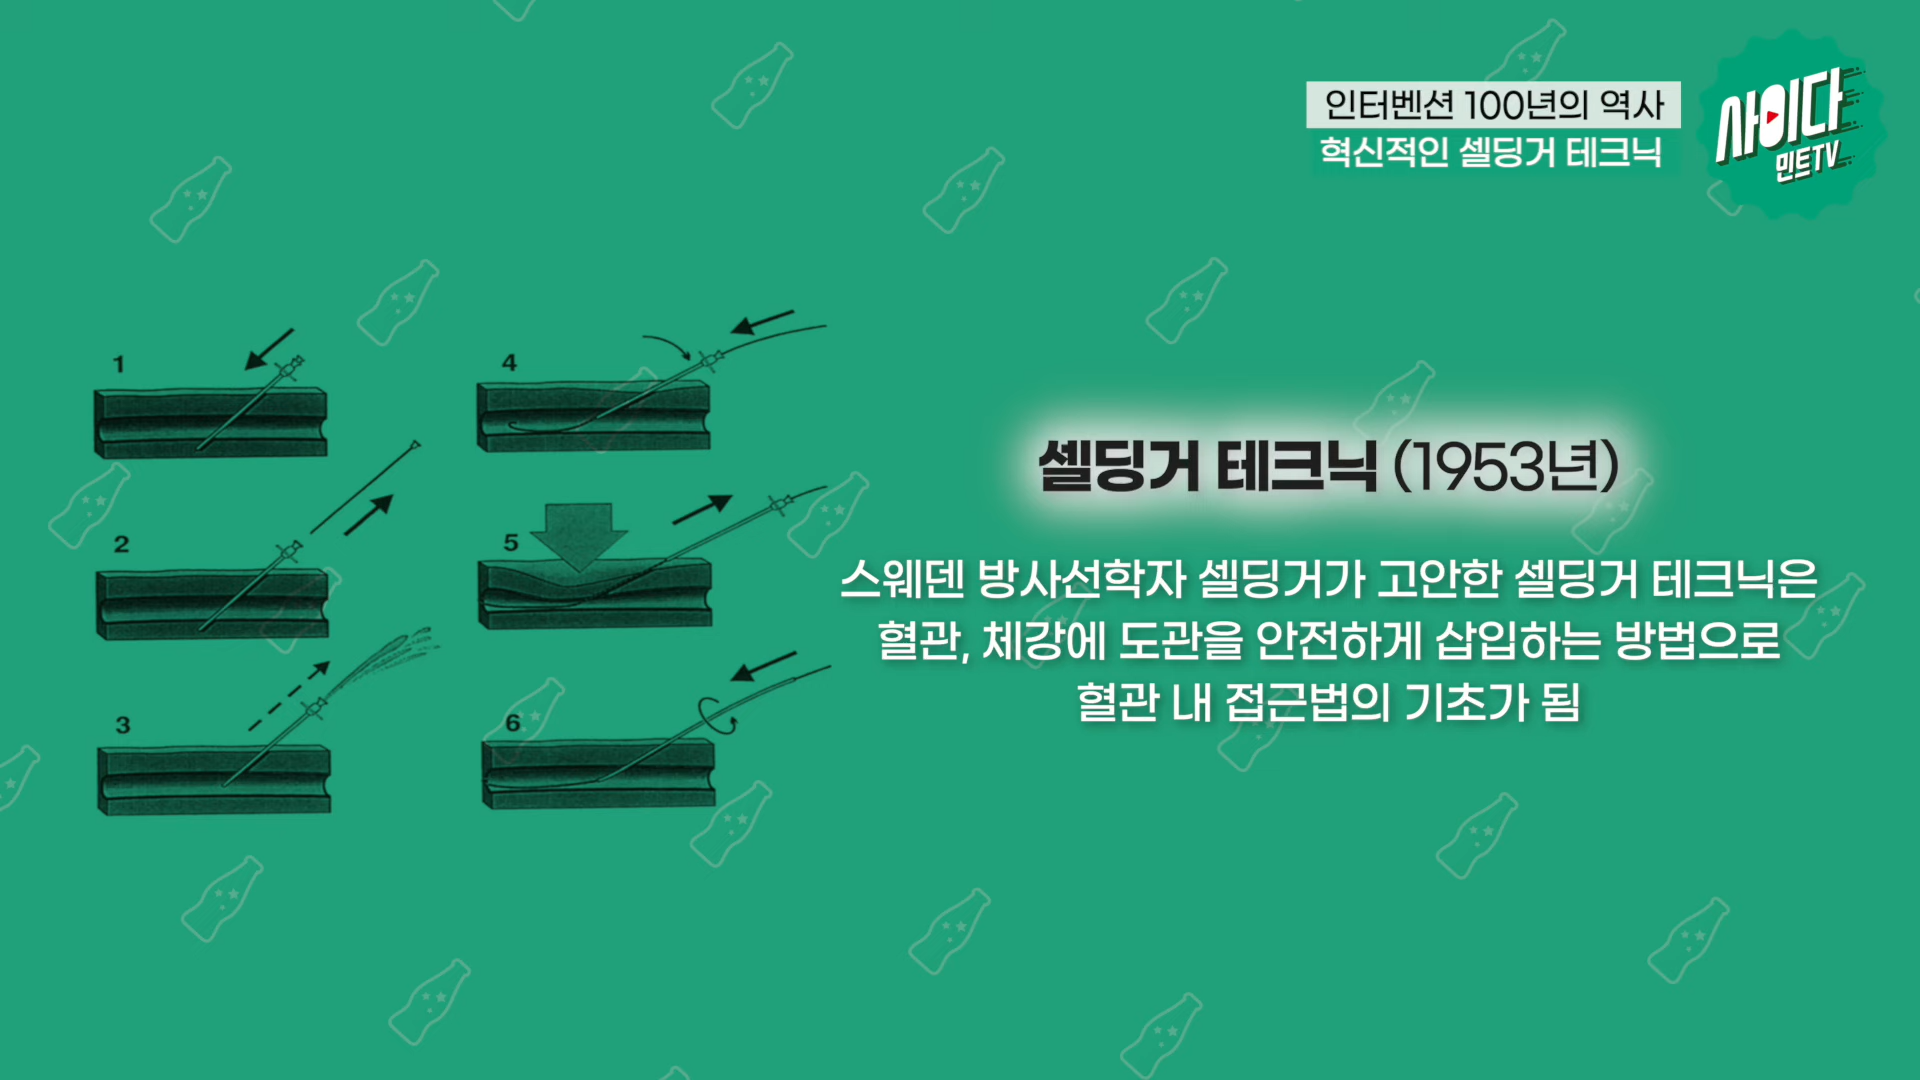 인터벤션 100년의 역사
혁신적인 셀딩거 테크닉
사이다
민트TV
1
4
2
5
3
6
셀딩거 테크닉 (1953년)
스웨덴 방사선학자 셀딩거가 고안한 셀딩거 테크닉은
혈관, 체강에 도관을 안전하게 삽입하는 방법으로
혈관 내 접근법의 기초가 됨